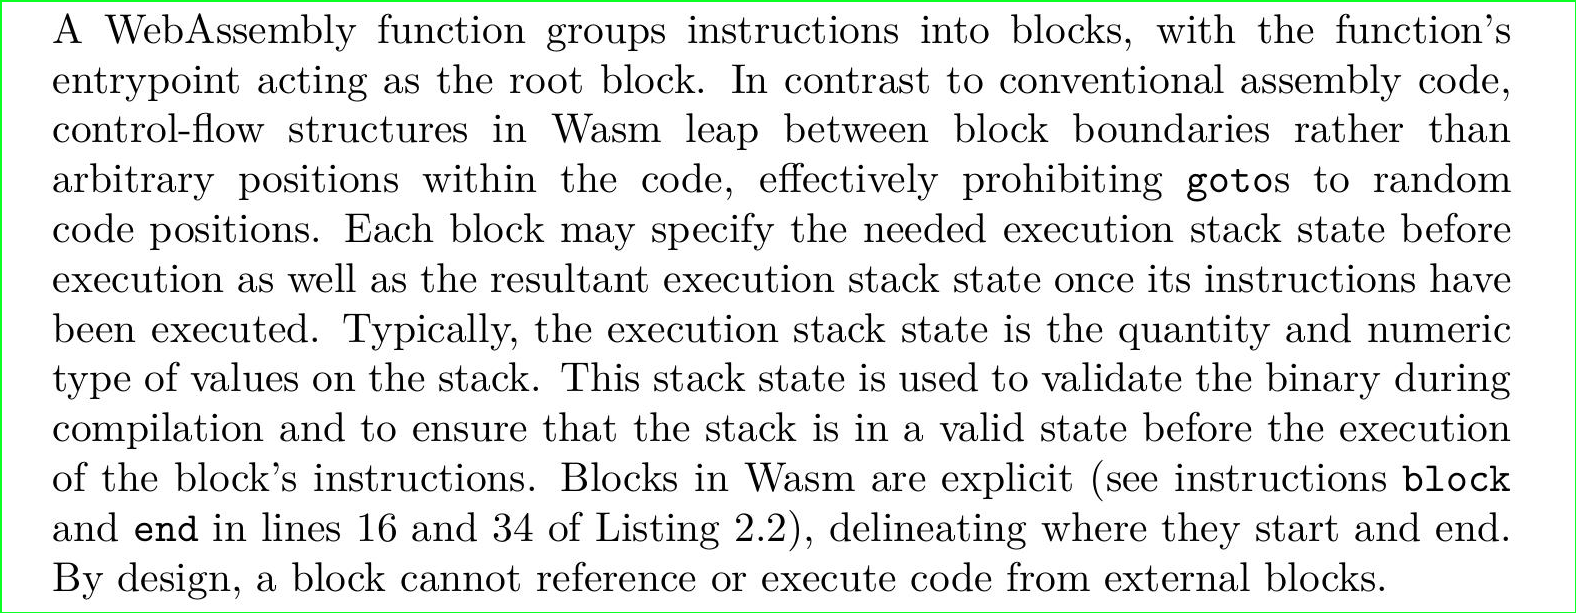 A WebAssembly function groups instructions into blocks, with the function's
entrypoint acting as the root block. In contrast to conventional assembly code,
control-flow structures in Wasm leap between block boundaries rather than
arbitrary positions within the code, effectively prohibiting gotos to random
code positions. Each block may specify the needed execution stack state before
execution as well as the resultant execution stack state once its instructions have
been executed. Typically, the execution stack state is the quantity and numeric
type of values on the stack. This stack state is used to validate the binary during
compilation and to ensure that the stack is in a valid state before the execution
of the block's instructions. Blocks in Wasm are explicit (see instructions block
and end in lines 16 and 34 of Listing 2.2), delineating where they start and end.
By design, a block cannot reference or execute code from external blocks.